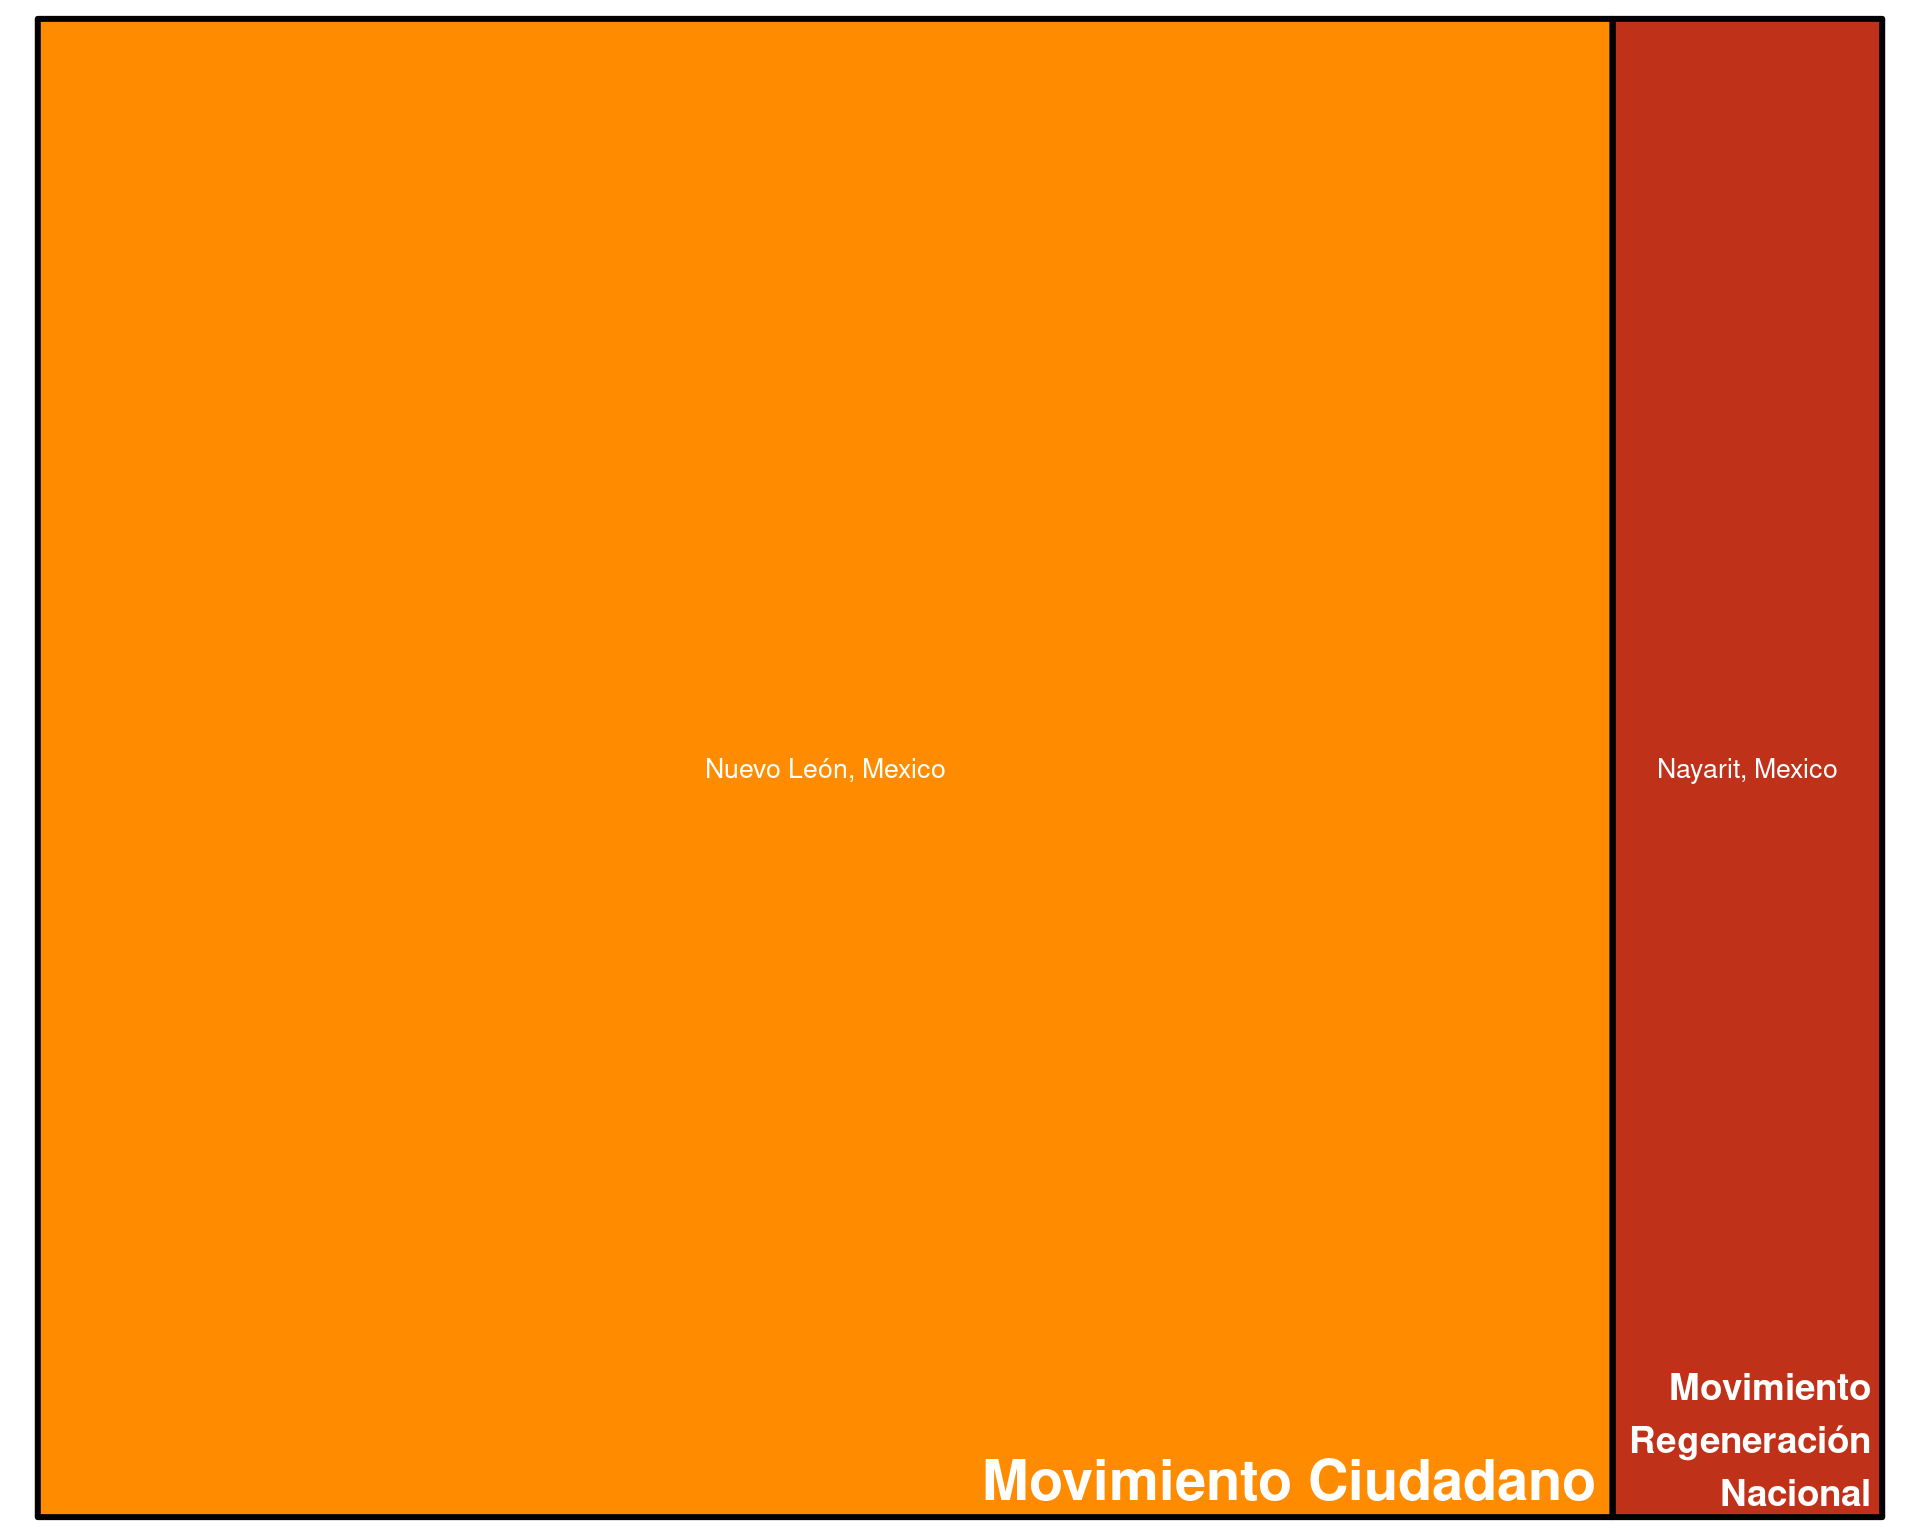 Nuevo León, Mexico
Nayarit, Mexico
Movimiento Ciudadano
Movimiento
Regeneración
Nacional